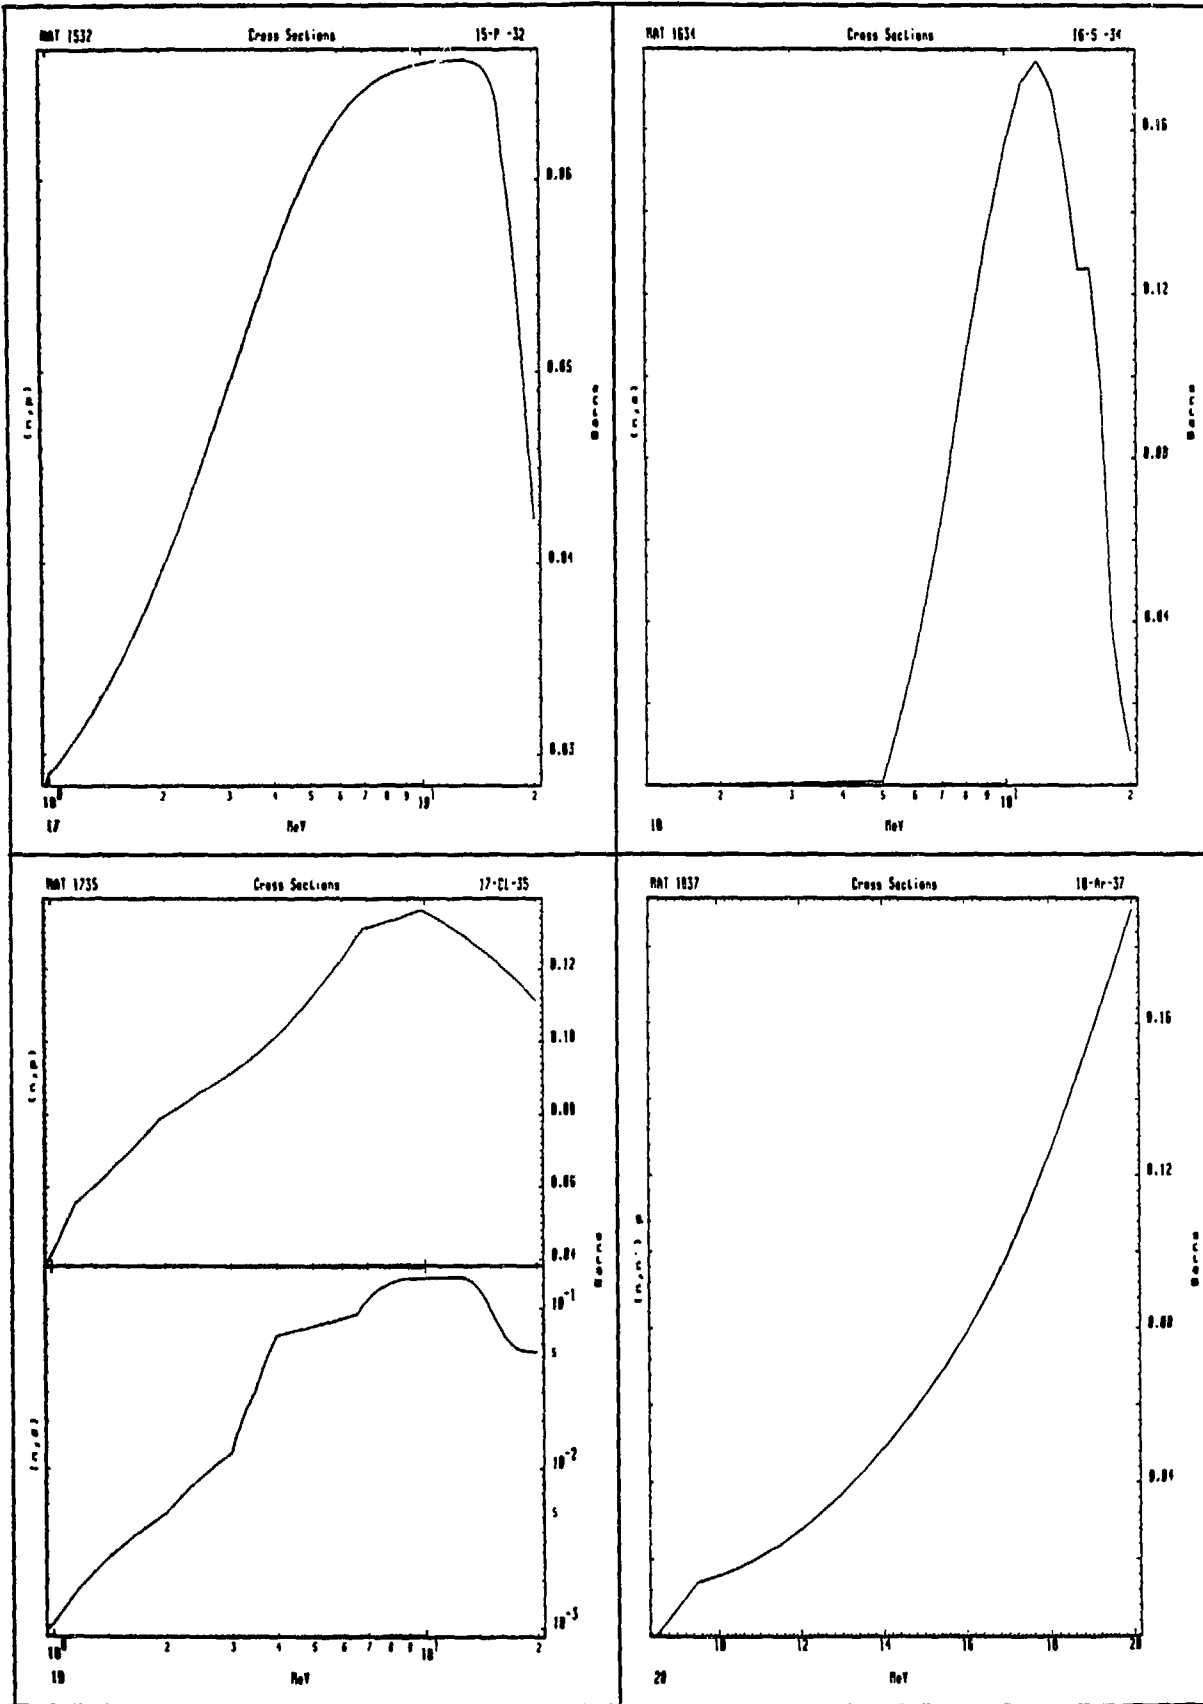 MAT 1532 Cross Sections 15-P -32
(n,p)
0.06
0.05
0.04
0.03
Barns
10⁰ 2 3 4 5 6 7 8 9 10¹ 2
17 MeV
MAT 1634 Cross Sections 16-S -34
0.16
0.12
0.08
0.04
Barns
2 3 4 5 6 7 8 9 10¹ 2
18 MeV
MAT 1735 Cross Sections 17-CL-35
(n,p)
0.12
0.10
0.08
0.06
0.04
Barns
10⁻¹
5
10⁻²
5
10⁻³
10⁰ 2 3 4 5 6 7 8 9 10¹ 2
19 MeV
MAT 1837 Cross Sections 18-Ar-37
(n,n') p
0.16
0.12
0.08
0.04
Barns
10 12 14 16 18 20
20 MeV